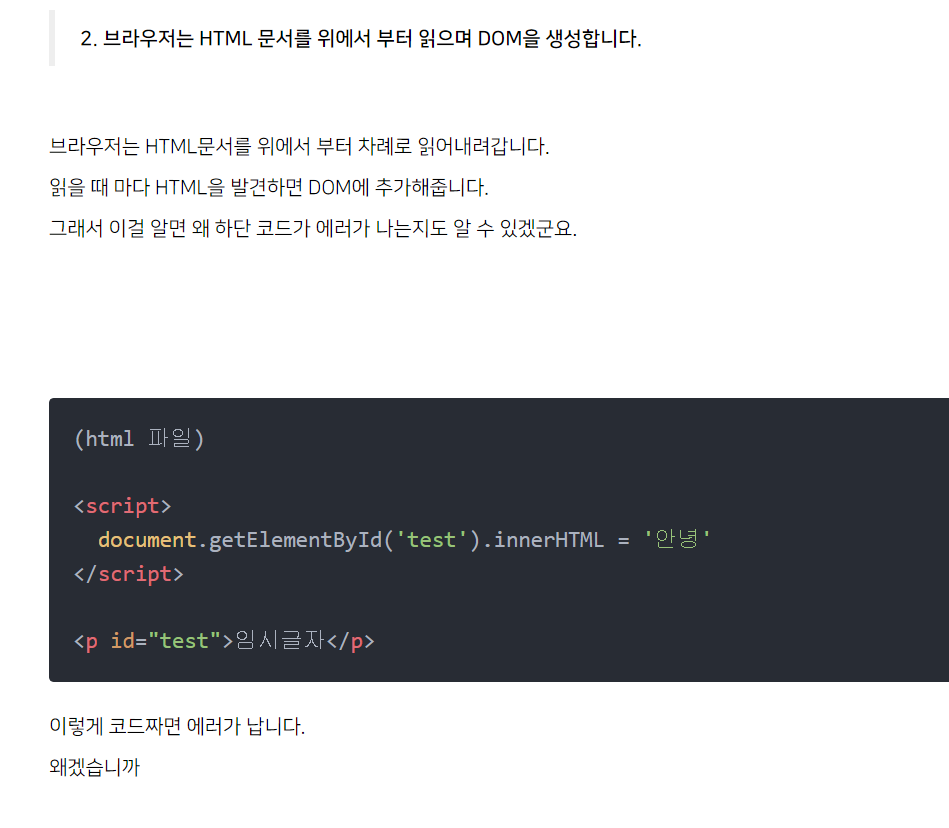 2. 브라우저는 HTML 문서를 위에서 부터 읽으며 DOM을 생성합니다.
브라우저는 HTML문서를 위에서 부터 차례로 읽어내려갑니다.
읽을 때 마다 HTML을 발견하면 DOM에 추가해줍니다.
그래서 이걸 알면 왜 하단 코드가 에러가 나는지도 알 수 있겠군요.
(html 파일)
<script>
  document.getElementById('test').innerHTML = '안녕'
</script>
<p id="test">임시글자</p>
이렇게 코드짜면 에러가 납니다.
왜겠습니까